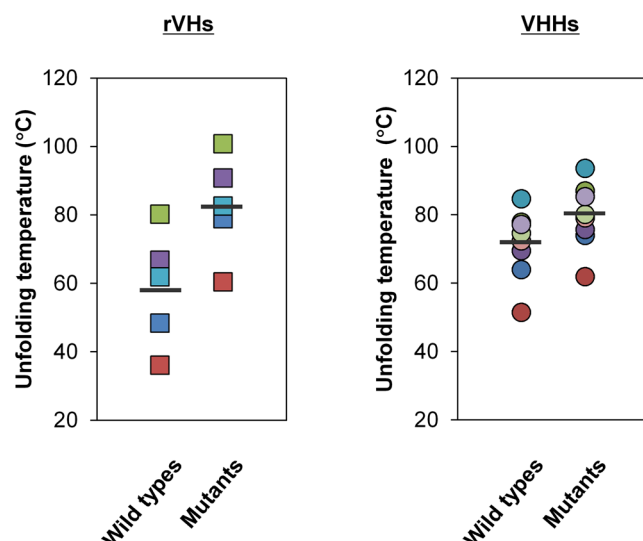 rVHs
Unfolding temperature (°C)
120
100
80
60
40
20
Wild types
Mutants
VHHs
Unfolding temperature (°C)
120
100
80
60
40
20
Wild types
Mutants